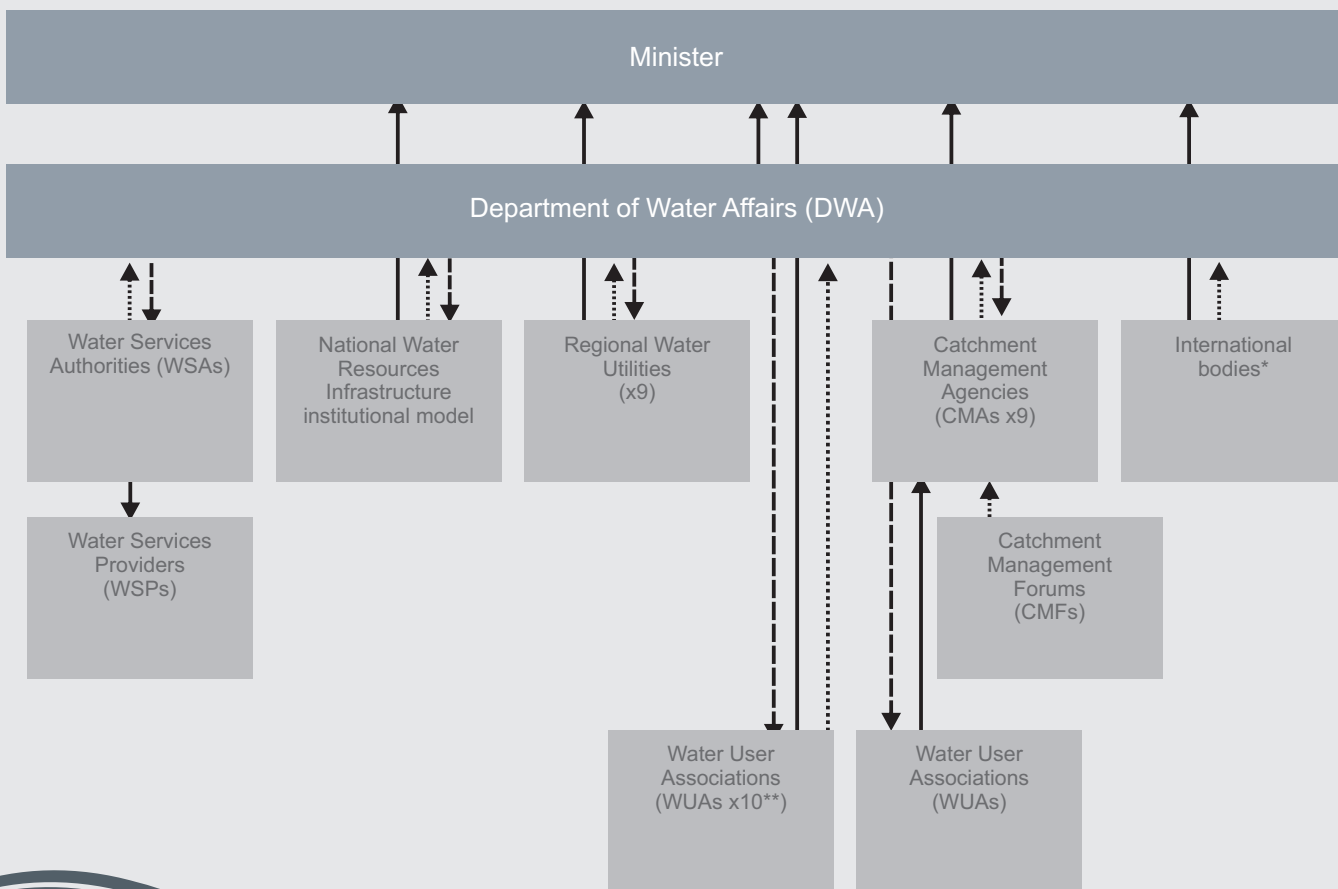 Minister
Department of Water Affairs (DWA)
Water Services
Authorities (WSAs)
National Water
Resources
Infrastructure
institutional model
Regional Water
Utilities
(x9)
Catchment
Management
Agencies
(CMAs x9)
International
bodies*
Water Services
Providers
(WSPs)
Catchment
Management
Forums
(CMFs)
Water User
Associations
(WUAs x10**)
Water User
Associations
(WUAs)